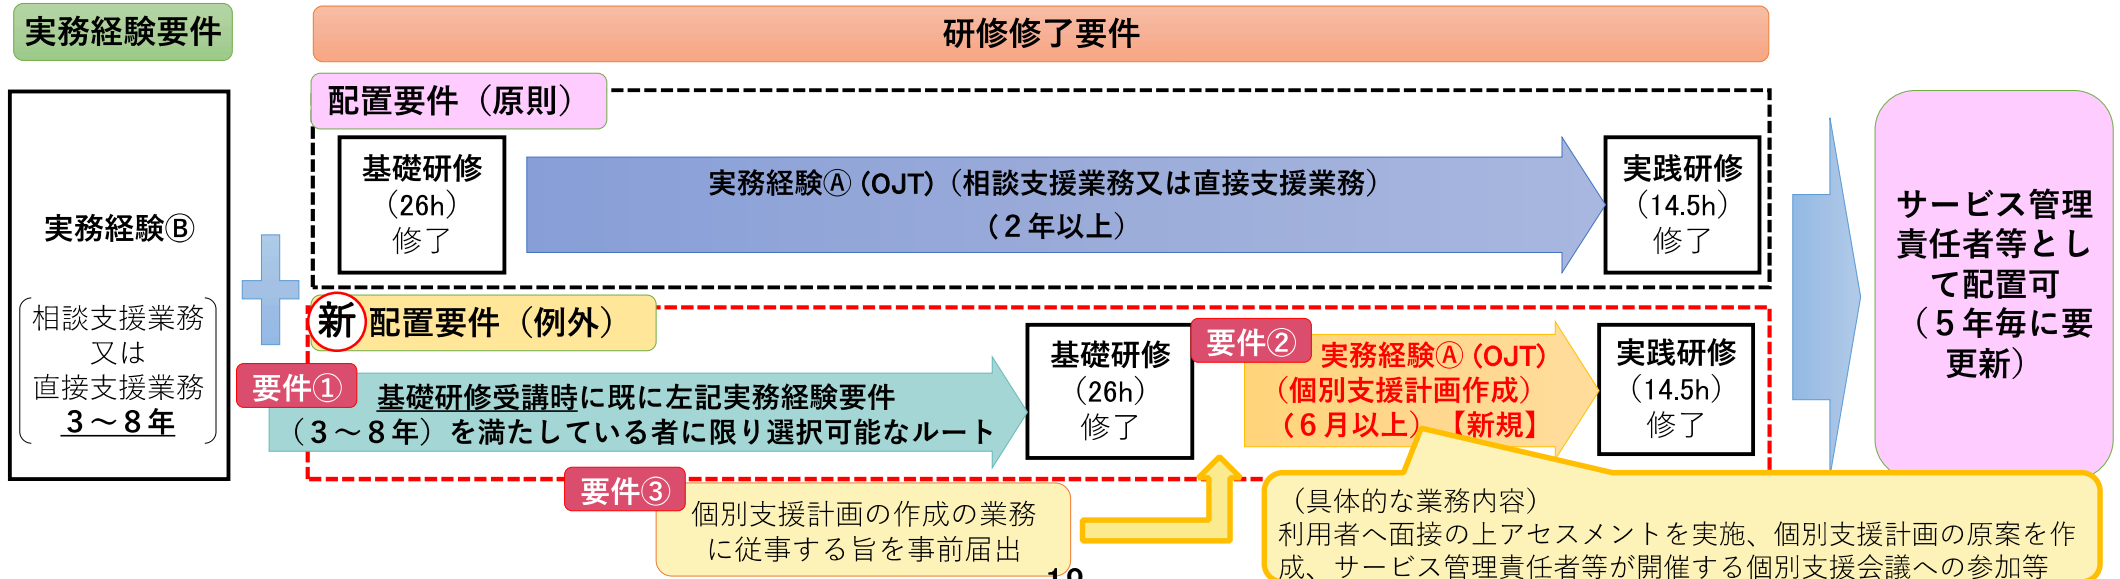 実務経験要件
研修修了要件
実務経験Ⓑ
相談支援業務
又は
直接支援業務
３～８年
配置要件（原則）
基礎研修
（26h）
修了
実務経験Ⓐ (OJT)（相談支援業務又は直接支援業務）
（２年以上）
実践研修
（14.5h）
修了
新 配置要件（例外）
要件①
基礎研修受講時に既に左記実務経験要件
（３～８年）を満たしている者に限り選択可能なルート
基礎研修
（26h）
修了
要件②
実務経験Ⓐ (OJT)
（個別支援計画作成）
（６月以上）【新規】
実践研修
（14.5h）
修了
要件③
個別支援計画の作成の業務
に従事する旨を事前届出
（具体的な業務内容）
利用者へ面接の上アセスメントを実施、個別支援計画の原案を作
成、サービス管理責任者等が開催する個別支援会議への参加等
サービス管理
責任者等とし
て配置可
（５年毎に要
更新）